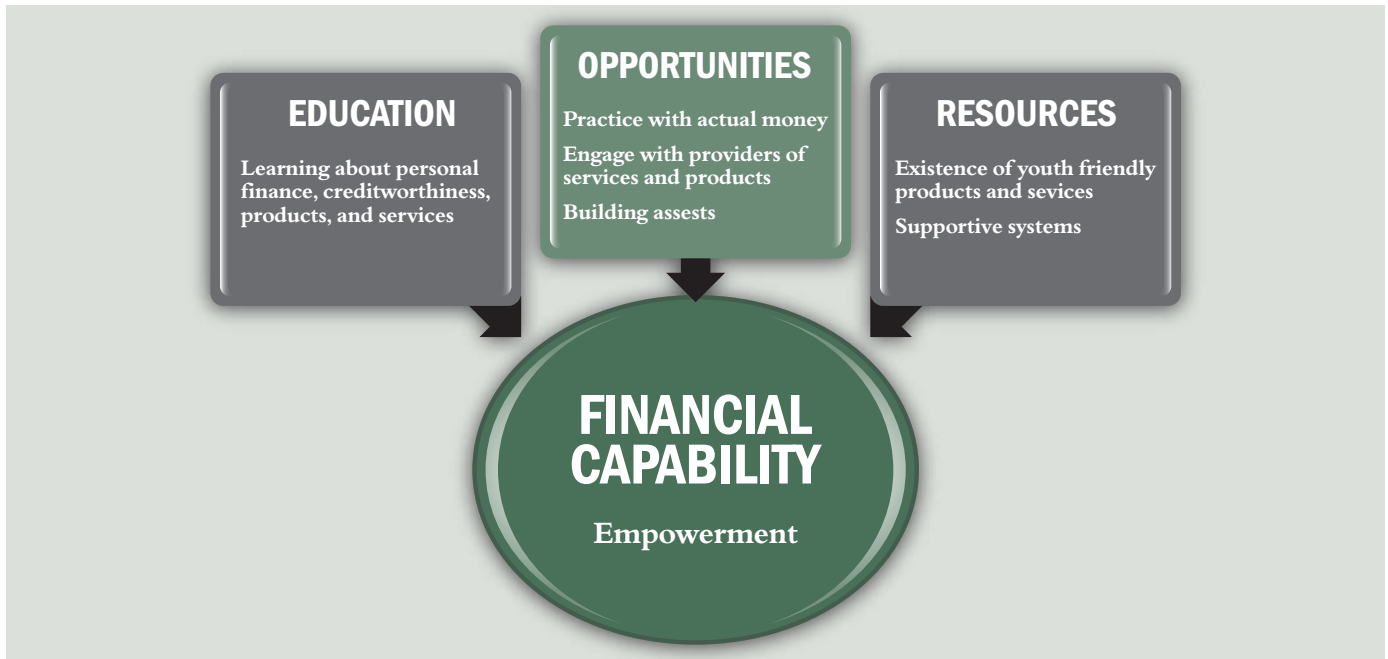 EDUCATION
Learning about personal
finance, creditworthiness,
products, and services
OPPORTUNITIES
Practice with actual money
Engage with providers of
services and products
Building assests
RESOURCES
Existence of youth friendly
products and sevices
Supportive systems
FINANCIAL
CAPABILITY
Empowerment